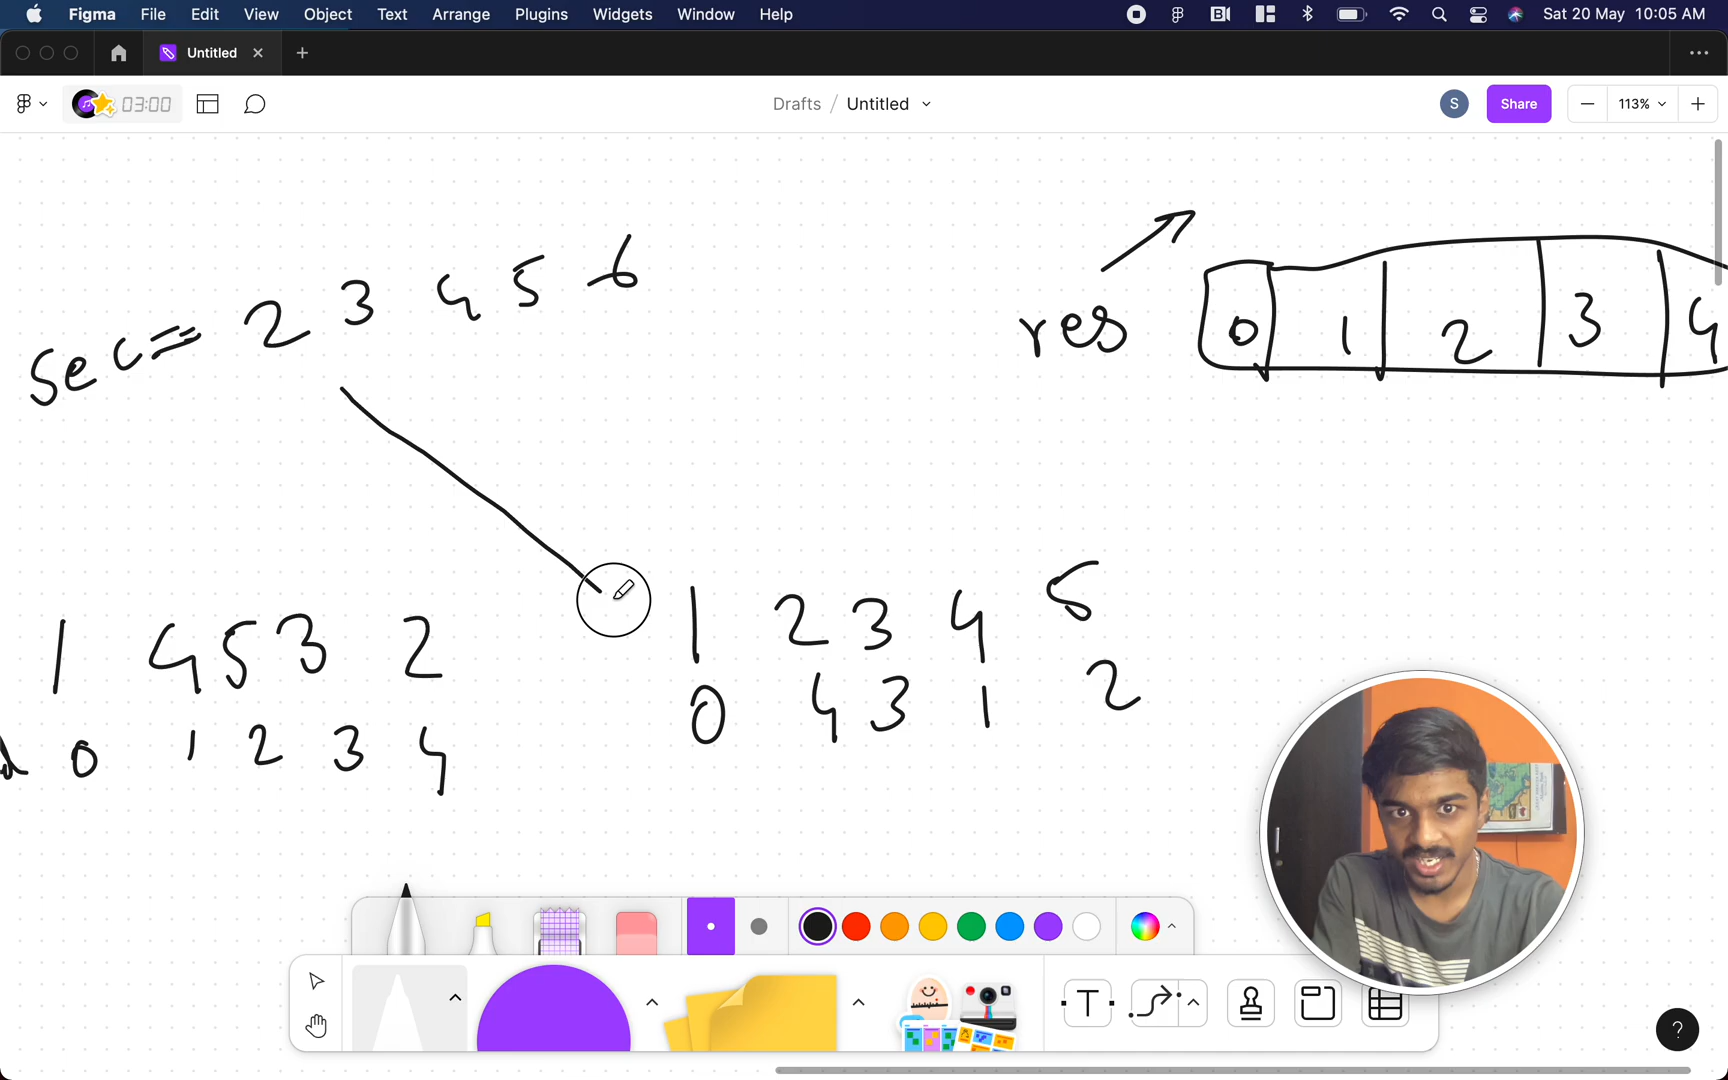 Figma File Edit View Object Text Arrange Plugins Widgets Window Help Sat 20 May 10:05 AM
Untitled
03:00 Drafts / Untitled S Share 113%
sec = 2 3 4 5 6
res 0 1 2 3 4
1 4 5 3 2
0 1 2 3 4
1 2 3 4 5
0 4 3 1 2
T
?